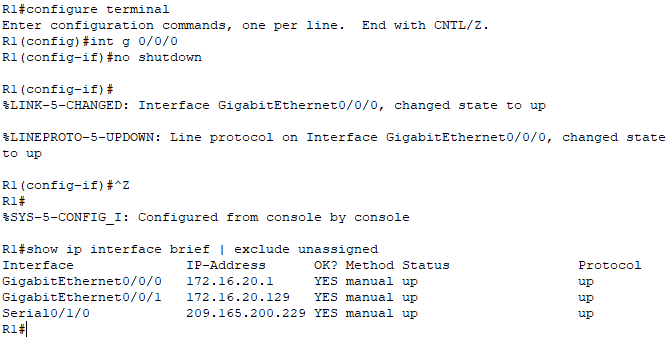 R1#configure terminal
Enter configuration commands, one per line.  End with CNTL/Z.
R1(config)#int g 0/0/0
R1(config-if)#no shutdown
R1(config-if)#
%LINK-5-CHANGED: Interface GigabitEthernet0/0/0, changed state to up
%LINEPROTO-5-UPDOWN: Line protocol on Interface GigabitEthernet0/0/0, changed state
to up
R1(config-if)#^Z
R1#
%SYS-5-CONFIG_I: Configured from console by console
R1#show ip interface brief | exclude unassigned
Interface              IP-Address      OK? Method Status                Protocol
GigabitEthernet0/0/0   172.16.20.1     YES manual up                    up
GigabitEthernet0/0/1   172.16.20.129   YES manual up                    up
Serial0/1/0            209.165.200.229 YES manual up                    up
R1#